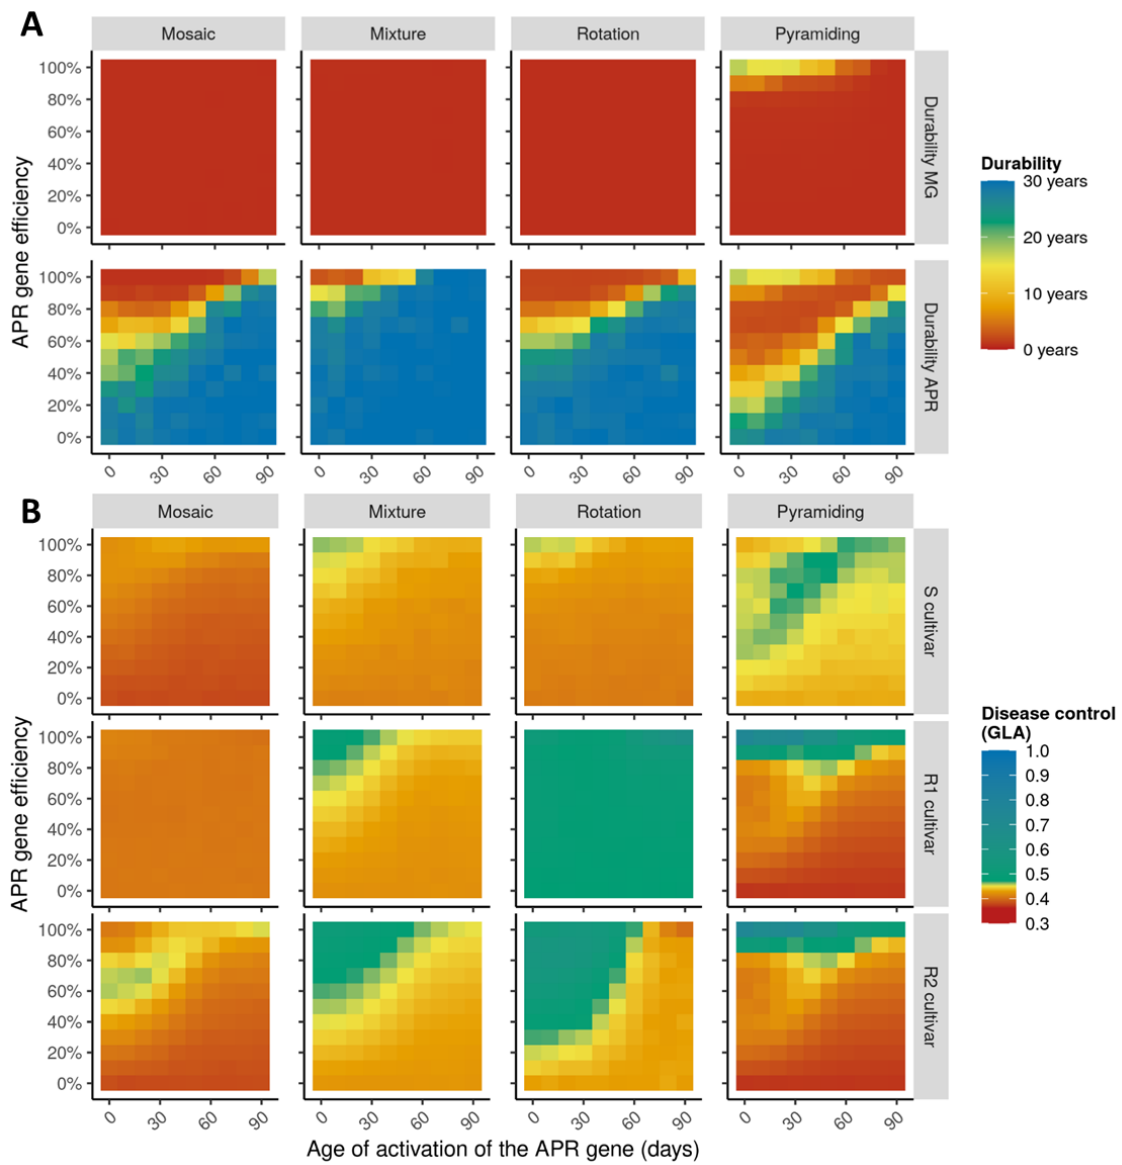 A
Mosaic Mixture Rotation Pyramiding
100%
80%
60%
40%
20%
0%
Durability MG
100%
80%
60%
40%
20%
0%
Durability APR
APR gene efficiency
0 30 60 90 0 30 60 90 0 30 60 90 0 30 60 90
Durability
30 years
20 years
10 years
0 years
B
Mosaic Mixture Rotation Pyramiding
100%
80%
60%
40%
20%
0%
S cultivar
100%
80%
60%
40%
20%
0%
R1 cultivar
100%
80%
60%
40%
20%
0%
R2 cultivar
APR gene efficiency
0 30 60 90 0 30 60 90 0 30 60 90 0 30 60 90
Age of activation of the APR gene (days)
Disease control
(GLA)
1.0
0.9
0.8
0.7
0.6
0.5
0.4
0.3